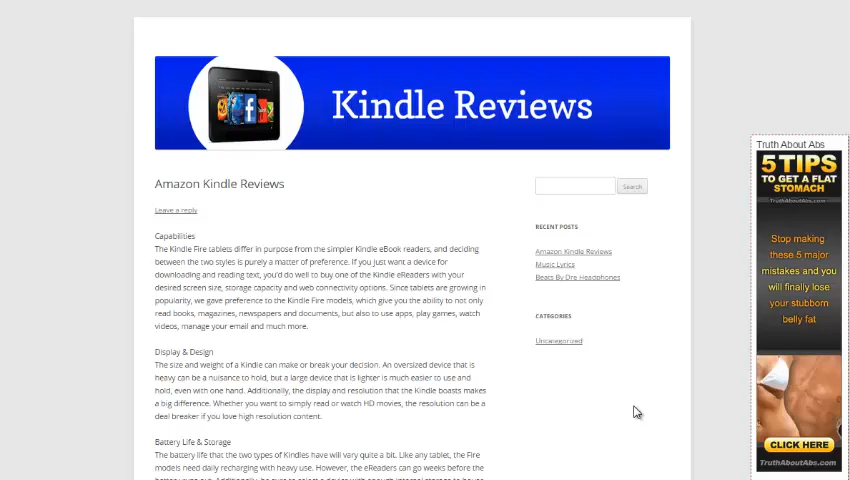 Kindle Reviews
Amazon Kindle Reviews
Leave a reply
Capabilities
The Kindle Fire tablets differ in purpose from the simpler Kindle eBook readers, and deciding
between the two styles is purely a matter of preference. If you just want a device for
downloading and reading text, you'd do well to buy one of the Kindle eReaders with your
desired screen size, storage capacity and web connectivity options. Since tablets are growing in
popularity, we gave preference to the Kindle Fire models, which give you the ability to not only
read books, magazines, newspapers and documents, but also to use apps, play games, watch
videos, manage your email and much more.
Display & Design
The size and weight of a Kindle can make or break your decision. An oversized device that is
heavy can be a nuisance to hold, but a large device that is lighter is much easier to use and
hold, even with one hand. Additionally, the display and resolution that the Kindle boasts makes
a big difference. Whether you want to simply read or watch HD movies, the resolution can be a
deal breaker if you love high resolution content.
Battery Life & Storage
The battery life that the two types of Kindles have will vary quite a bit. Like any tablet, the Fire
models need daily recharging with heavy use. However, the eReaders can go weeks before the
Search
RECENT POSTS
Amazon Kindle Reviews
Music Lyrics
Beats By Dre Headphones
CATEGORIES
Uncategorized
Truth About Abs
5 TIPS
TO GET A FLAT
STOMACH
TruthAboutAbs.com
Stop making
these 5 major
mistakes and you
will finally lose
your stubborn
belly fat
CLICK HERE
TruthAboutAbs.com